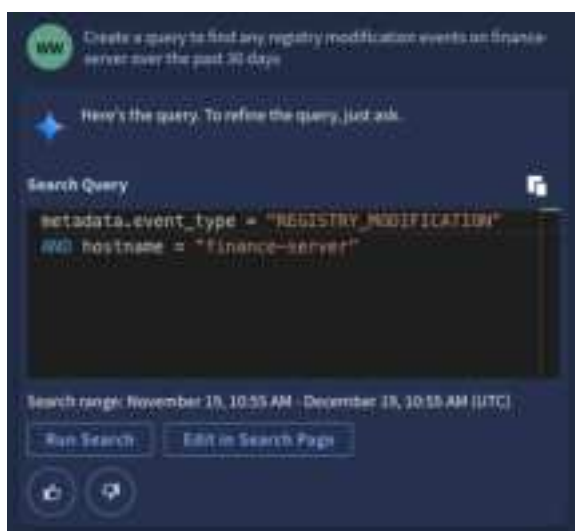 WW
Create a query to find any registry modification events on finance-
server over the past 30 days
Here's the query. To refine the query, just ask.
Search Query
metadata.event_type = "REGISTRY_MODIFICATION"
AND hostname = "finance-server"
Search range: November 19, 10:55 AM - December 19, 10:55 AM (UTC)
Run Search
Edit in Search Page